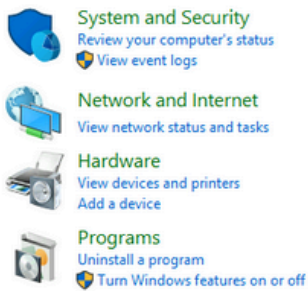 System and Security
Review your computer's status
View event logs
Network and Internet
View network status and tasks
Hardware
View devices and printers
Add a device
Programs
Uninstall a program
Turn Windows features on or off